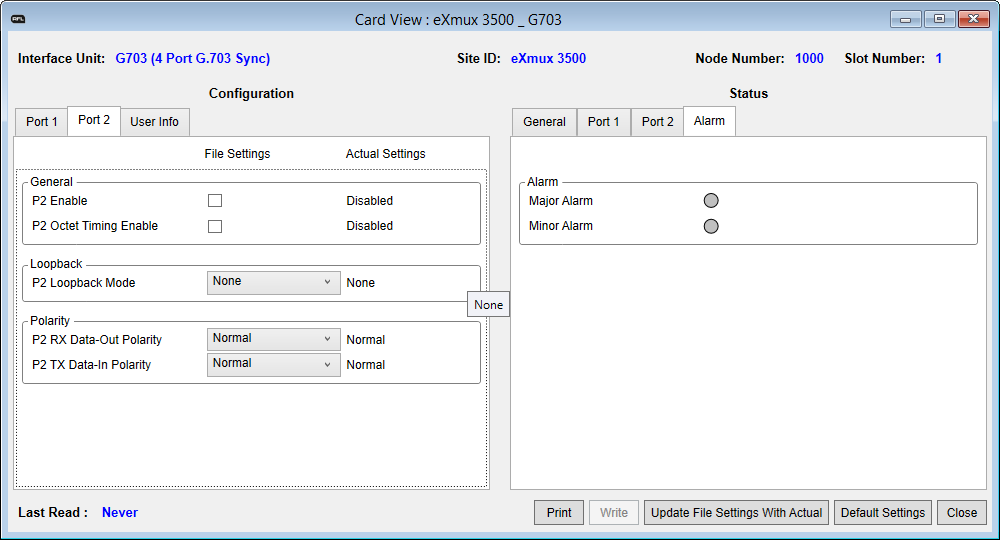 RFL
Card View : eXmux 3500 _ G703
Interface Unit: G703 (4 Port G.703 Sync) Site ID: eXmux 3500 Node Number: 1000 Slot Number: 1
Configuration
Port 1 Port 2 User Info
File Settings Actual Settings
General
P2 Enable Disabled
P2 Octet Timing Enable Disabled
Loopback
P2 Loopback Mode None None
None
Polarity
P2 RX Data-Out Polarity Normal Normal
P2 TX Data-In Polarity Normal Normal
Status
General Port 1 Port 2 Alarm
Alarm
Major Alarm
Minor Alarm
Last Read : Never
Print Write Update File Settings With Actual Default Settings Close